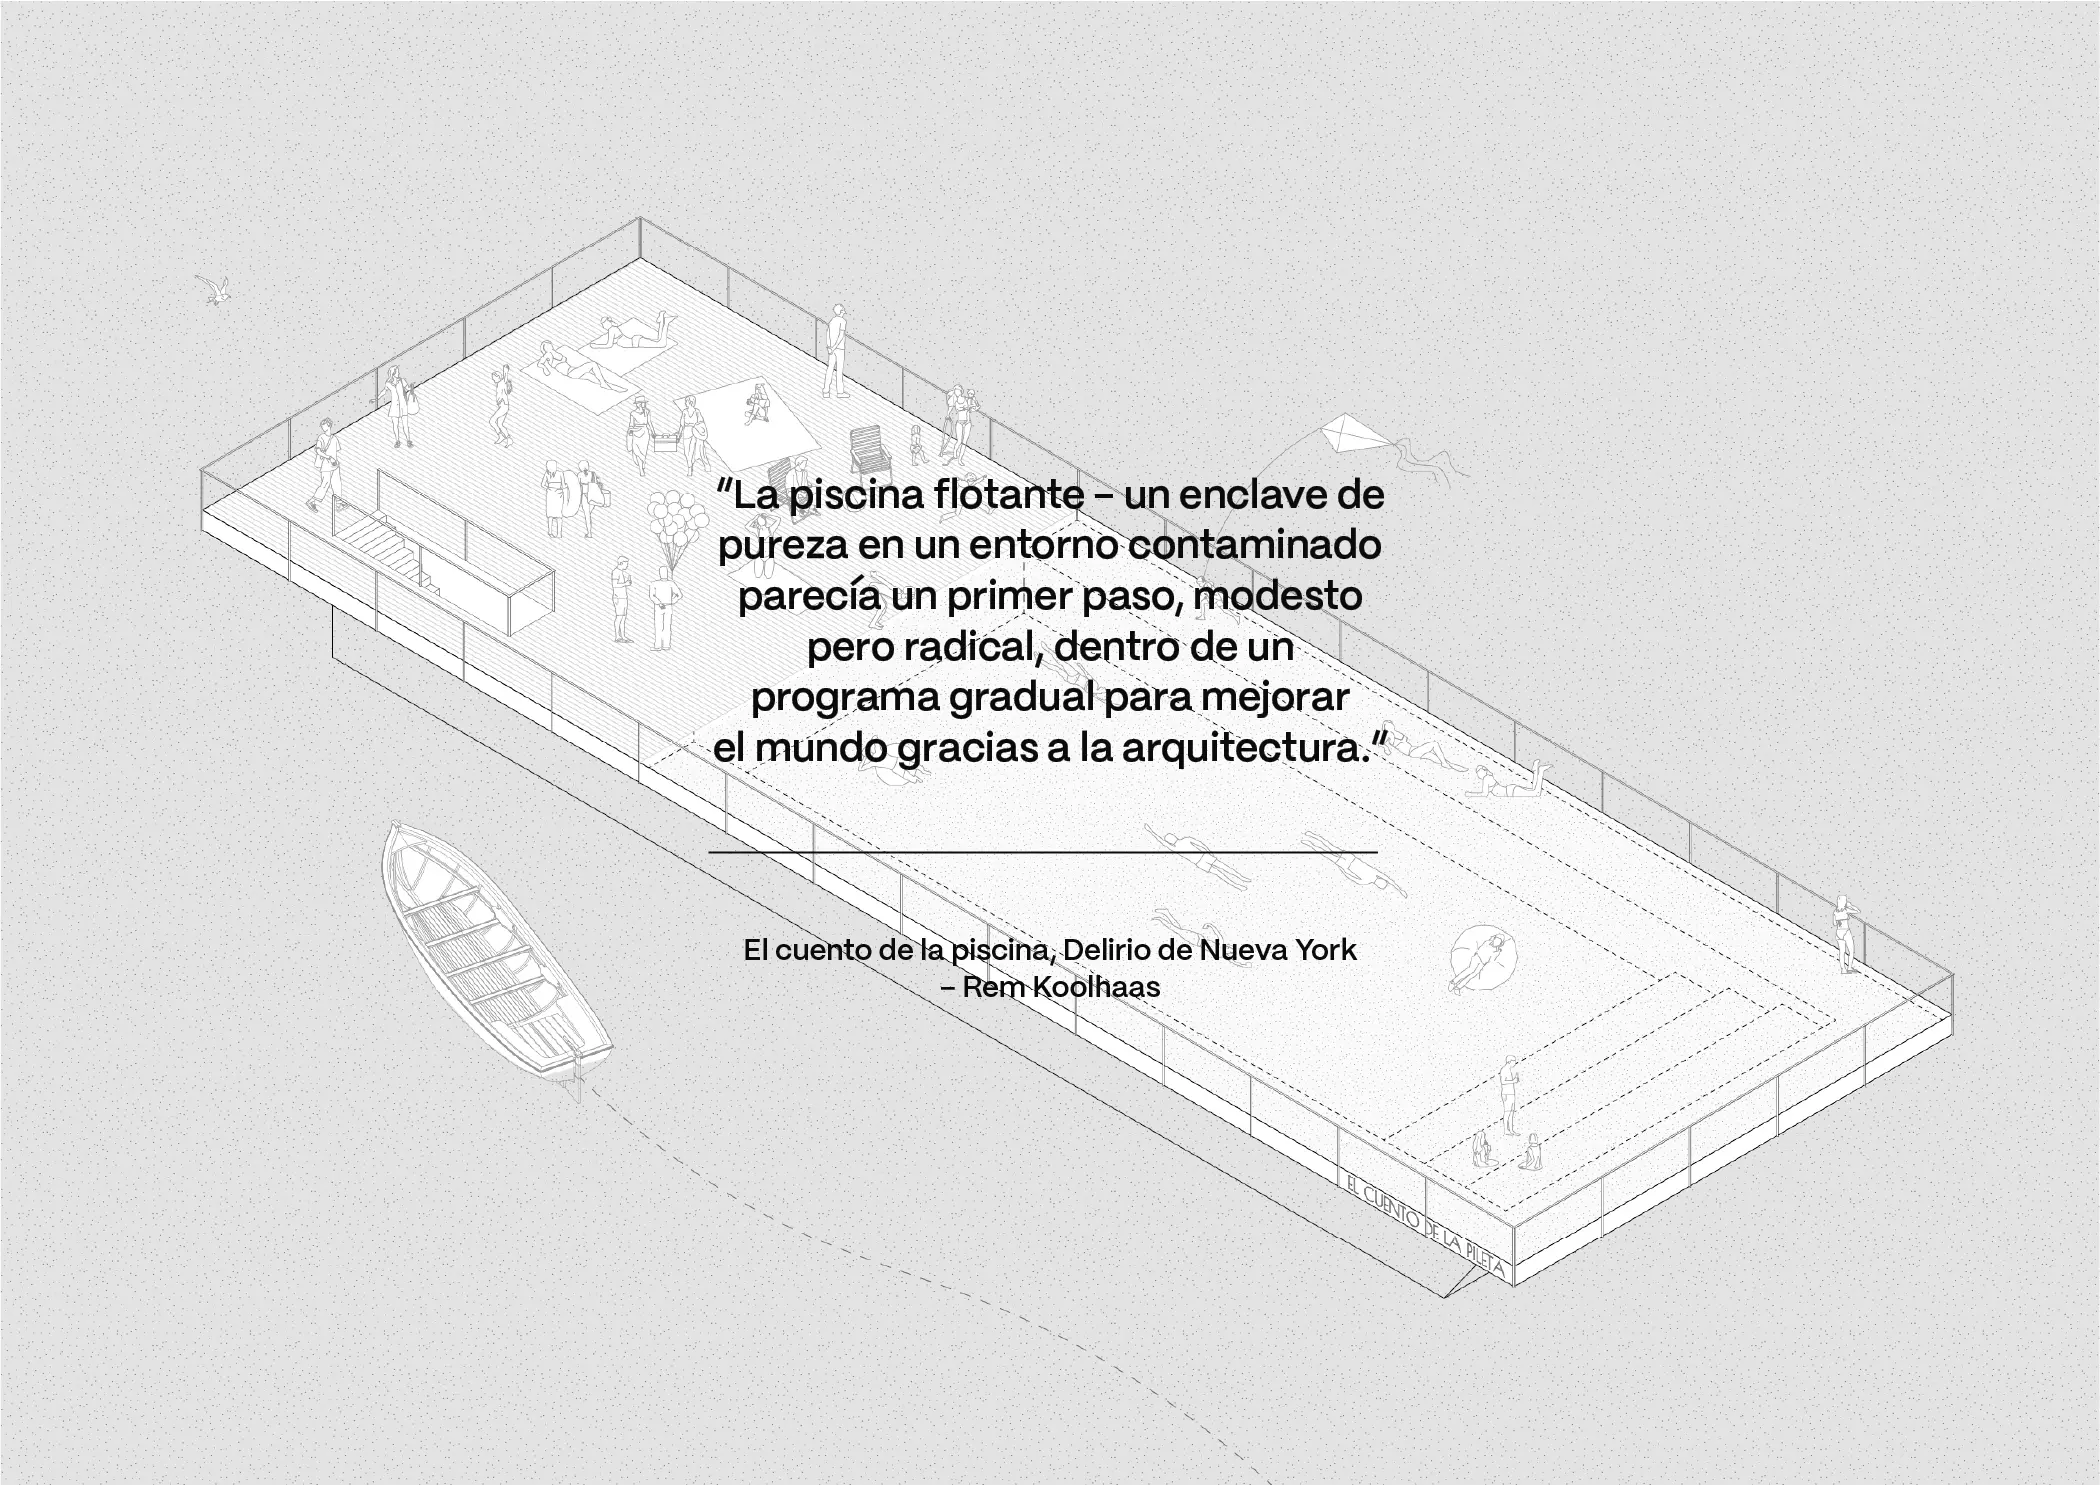 “La piscina flotante – un enclave de
pureza en un entorno contaminado
parecía un primer paso, modesto
pero radical, dentro de un
programa gradual para mejorar
el mundo gracias a la arquitectura.”
El cuento de la piscina, Delirio de Nueva York
– Rem Koolhaas
EL CUENTO DE LA PILETA